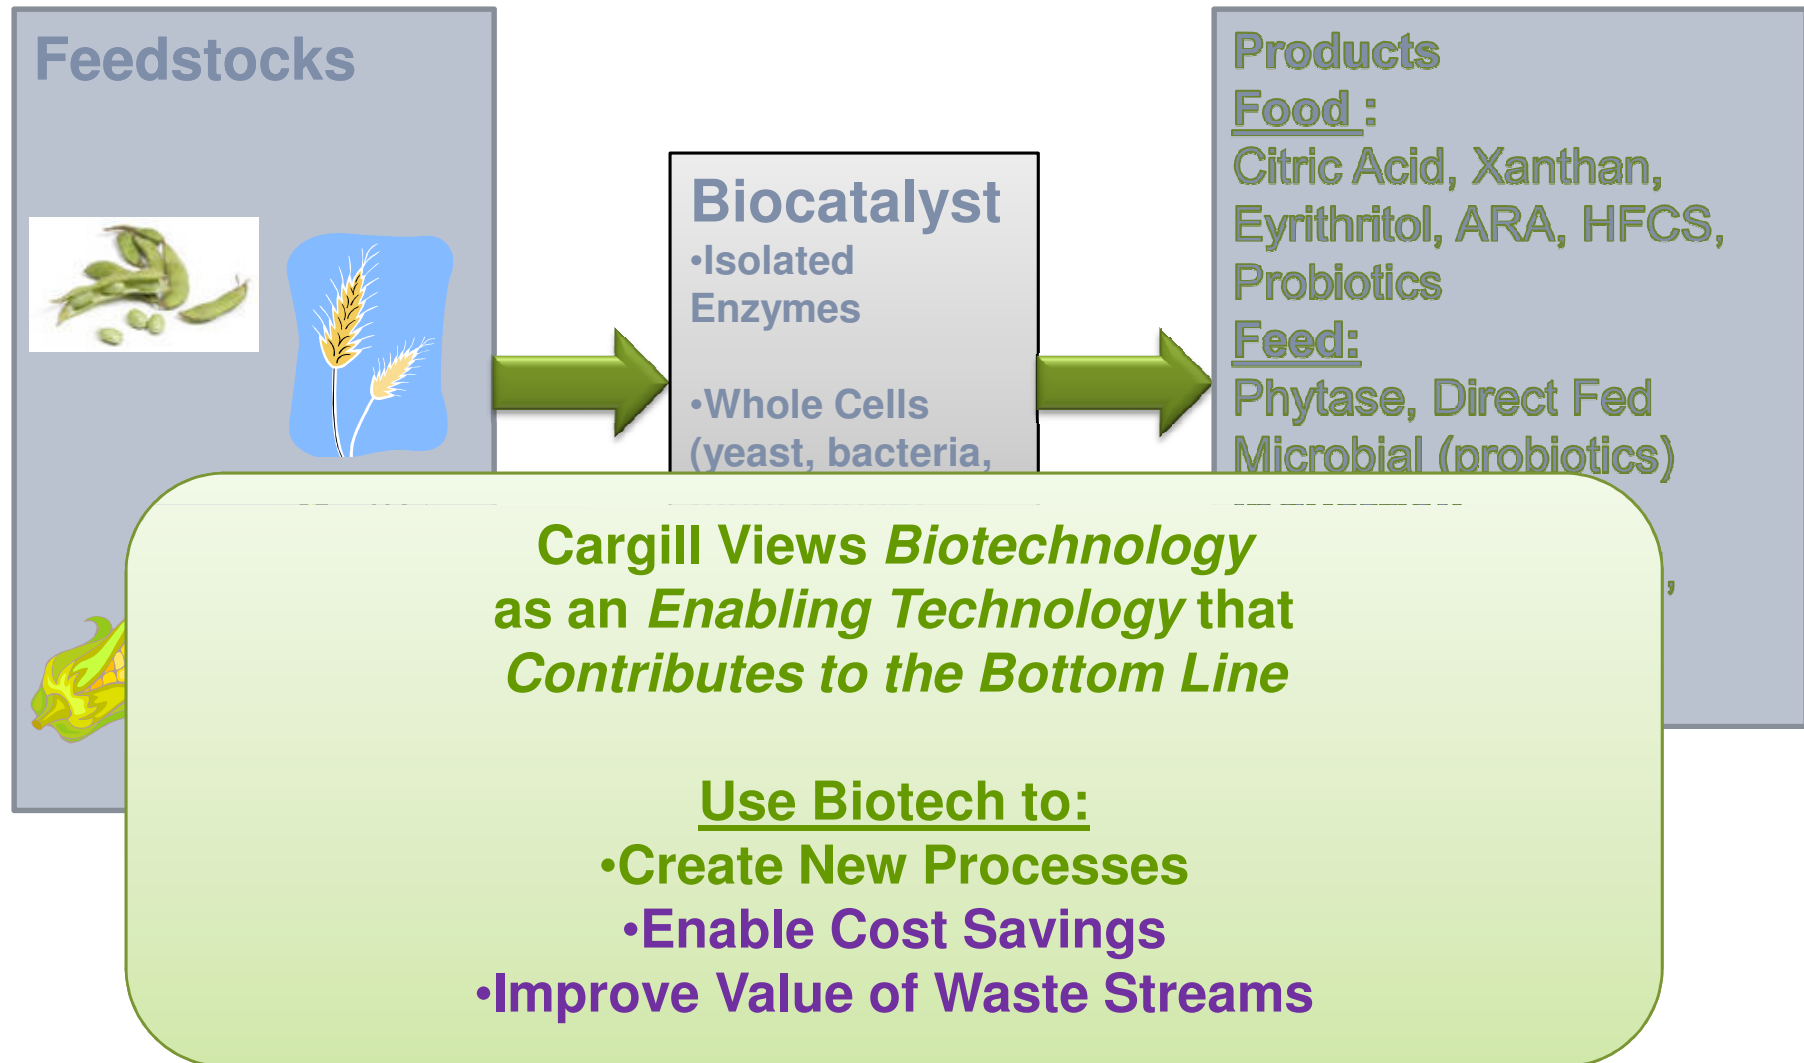 Feedstocks
Biocatalyst
•Isolated
Enzymes
•Whole Cells
(yeast, bacteria,
Products
Food :
Citric Acid, Xanthan,
Eyrithritol, ARA, HFCS,
Probiotics
Feed:
Phytase, Direct Fed
Microbial (probiotics)
Cargill Views Biotechnology
as an Enabling Technology that
Contributes to the Bottom Line
Use Biotech to:
•Create New Processes
•Enable Cost Savings
•Improve Value of Waste Streams